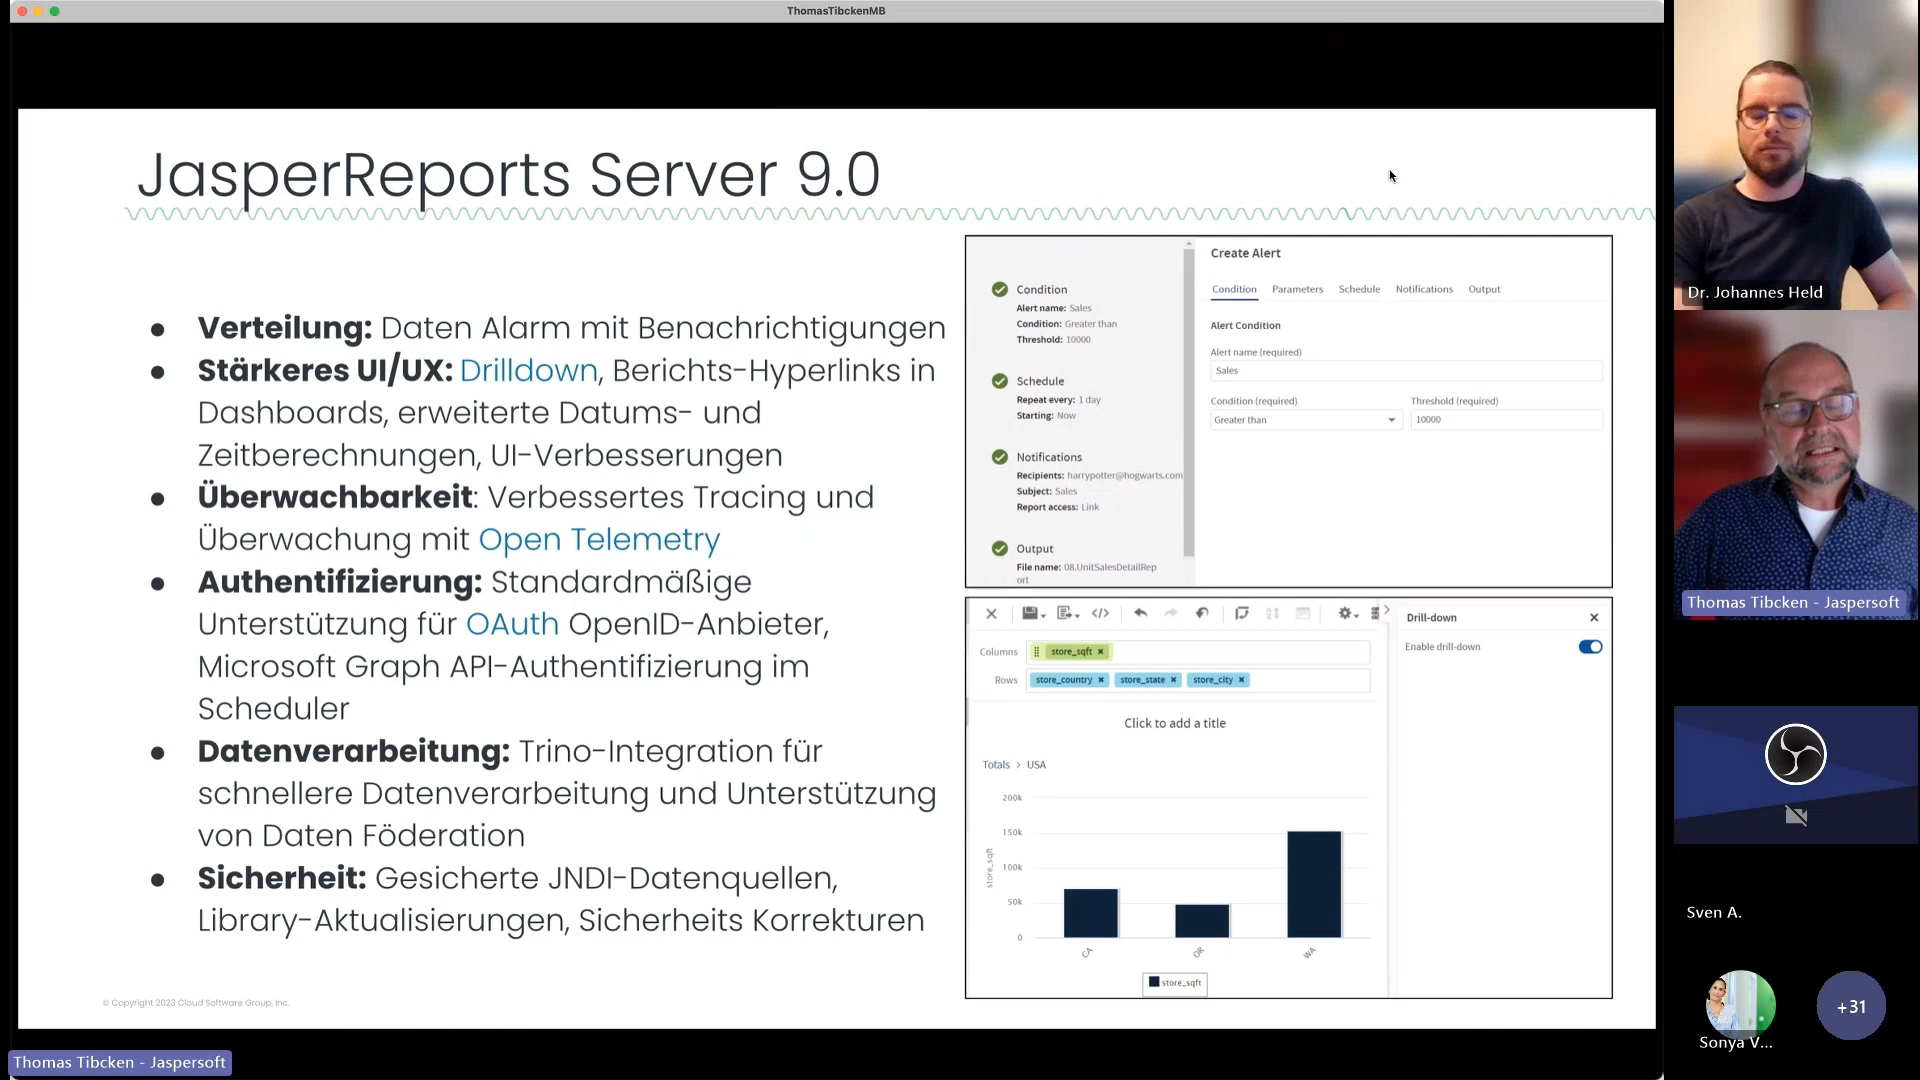 ThomasTibckenMB
JasperReports Server 9.0
● Verteilung: Daten Alarm mit Benachrichtigungen
● Stärkeres UI/UX: Drilldown, Berichts-Hyperlinks in
Dashboards, erweiterte Datums- und
Zeitberechnungen, UI-Verbesserungen
● Überwachbarkeit: Verbessertes Tracing und
Überwachung mit Open Telemetry
● Authentifizierung: Standardmäßige
Unterstützung für OAuth OpenID-Anbieter,
Microsoft Graph API-Authentifizierung im
Scheduler
● Datenverarbeitung: Trino-Integration für
schnellere Datenverarbeitung und Unterstützung
von Daten Föderation
● Sicherheit: Gesicherte JNDI-Datenquellen,
Library-Aktualisierungen, Sicherheits Korrekturen
© Copyright 2023 Cloud Software Group, Inc.
Condition
Alert name: Sales
Condition: Greater than
Threshold: 10000
Schedule
Repeat every: 1 day
Starting: Now
Notifications
Recipients: harrypotter@hogwarts.com
Subject: Sales
Report access: Link
Output
File name: 08.UnitSalesDetailRep
ort
Create Alert
Condition Parameters Schedule Notifications Output
Alert Condition
Alert name (required)
Sales
Condition (required) Threshold (required)
Greater than 10000
Columns store_sqft
Rows store_country store_state store_city
Click to add a title
Totals > USA
200k
150k
100k
50k
0
store_sqft
CA OR WA
store_sqft
Drill-down
Enable drill-down
Dr. Johannes Held
Thomas Tibcken - Jaspersoft
Sven A.
Sonya V...
+31
Thomas Tibcken - Jaspersoft